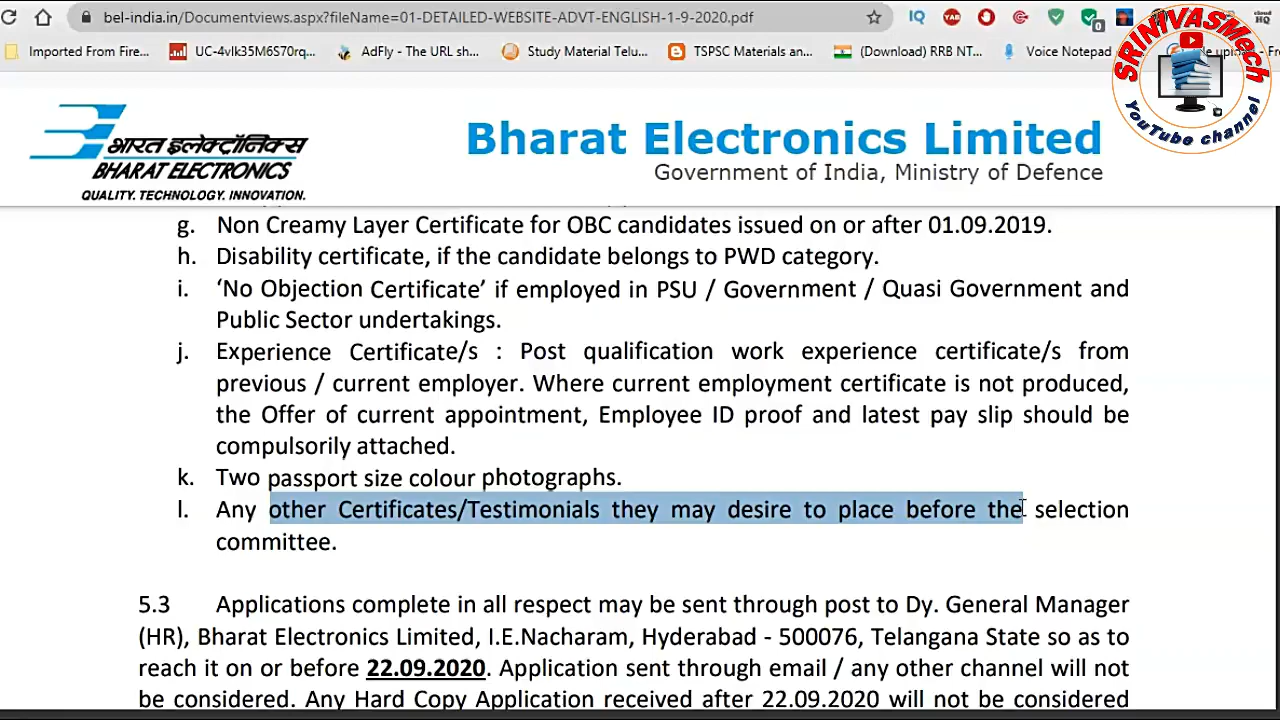 bel-india.in/Documentviews.aspx?fileName=01-DETAILED-WEBSITE-ADVT-ENGLISH-1-9-2020.pdf
Imported From Fire... UC-4vlk35M6S70rq... AdFly - The URL sh... Study Material Telu... TSPSC Materials an... (Download) RRB NT... Voice Notepad
SRINIVASMech
YouTube channel
भारत इलेक्ट्रॉनिक्स
BHARAT ELECTRONICS
QUALITY. TECHNOLOGY. INNOVATION.
Bharat Electronics Limited
Government of India, Ministry of Defence
g. Non Creamy Layer Certificate for OBC candidates issued on or after 01.09.2019.
h. Disability certificate, if the candidate belongs to PWD category.
i. ‘No Objection Certificate’ if employed in PSU / Government / Quasi Government and
Public Sector undertakings.
j. Experience Certificate/s : Post qualification work experience certificate/s from
previous / current employer. Where current employment certificate is not produced,
the Offer of current appointment, Employee ID proof and latest pay slip should be
compulsorily attached.
k. Two passport size colour photographs.
l. Any other Certificates/Testimonials they may desire to place before the selection
committee.
5.3 Applications complete in all respect may be sent through post to Dy. General Manager
(HR), Bharat Electronics Limited, I.E.Nacharam, Hyderabad - 500076, Telangana State so as to
reach it on or before 22.09.2020. Application sent through email / any other channel will not
be considered. Any Hard Copy Application received after 22.09.2020 will not be considered